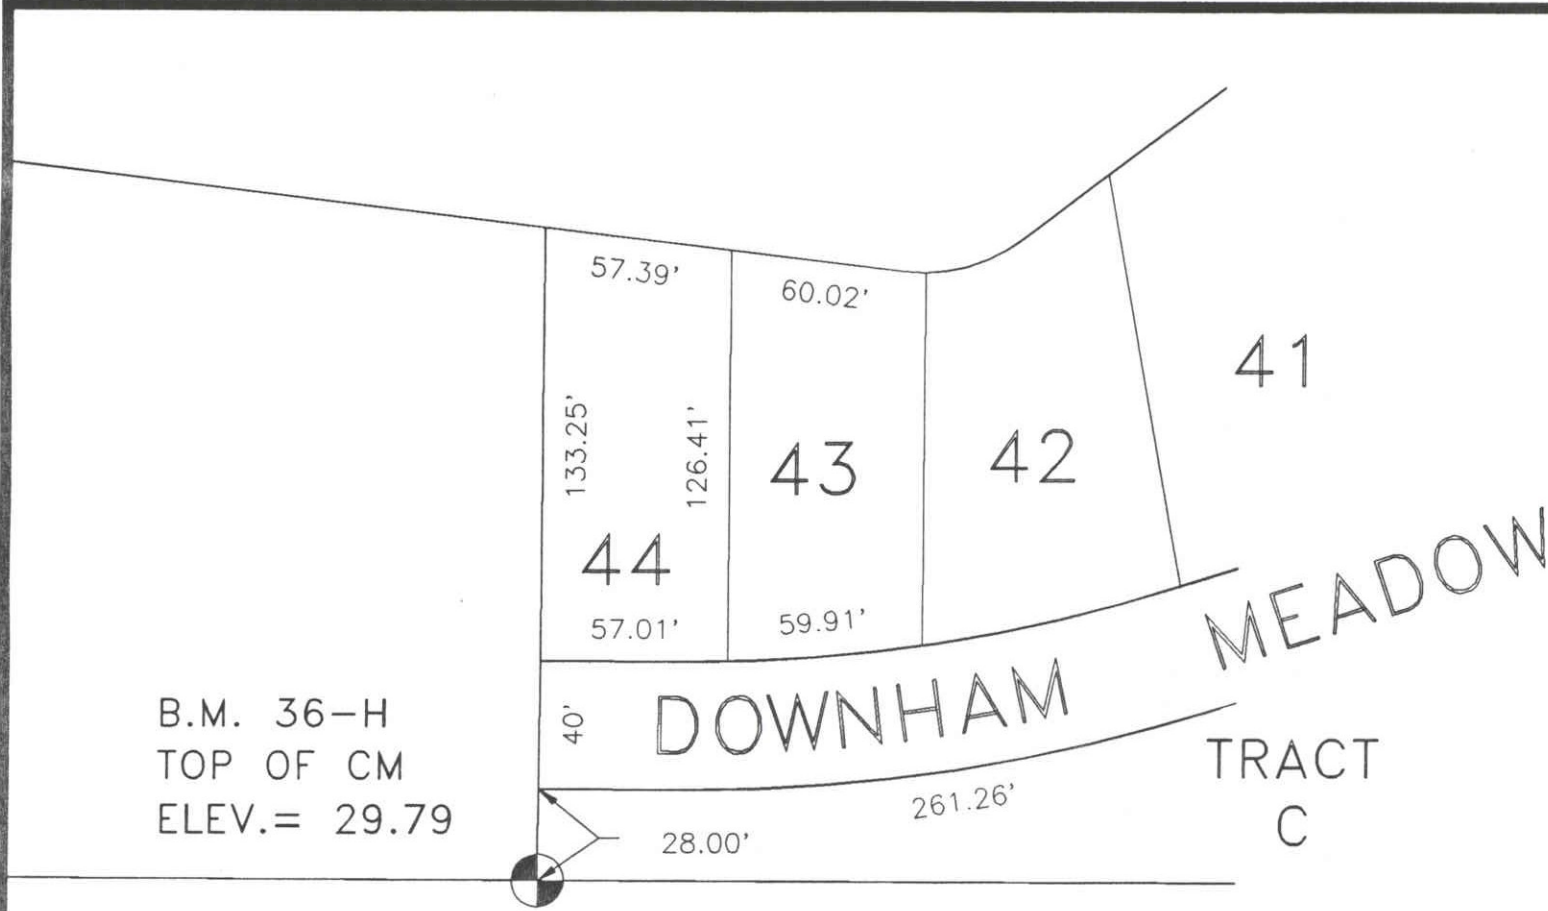 57.39'
60.02'
41
133.25'
126.41'
43
42
44
57.01'
59.91'
DOWNHAM MEADOW
B.M. 36-H
TOP OF CM
ELEV.= 29.79
40'
TRACT
C
261.26'
28.00'